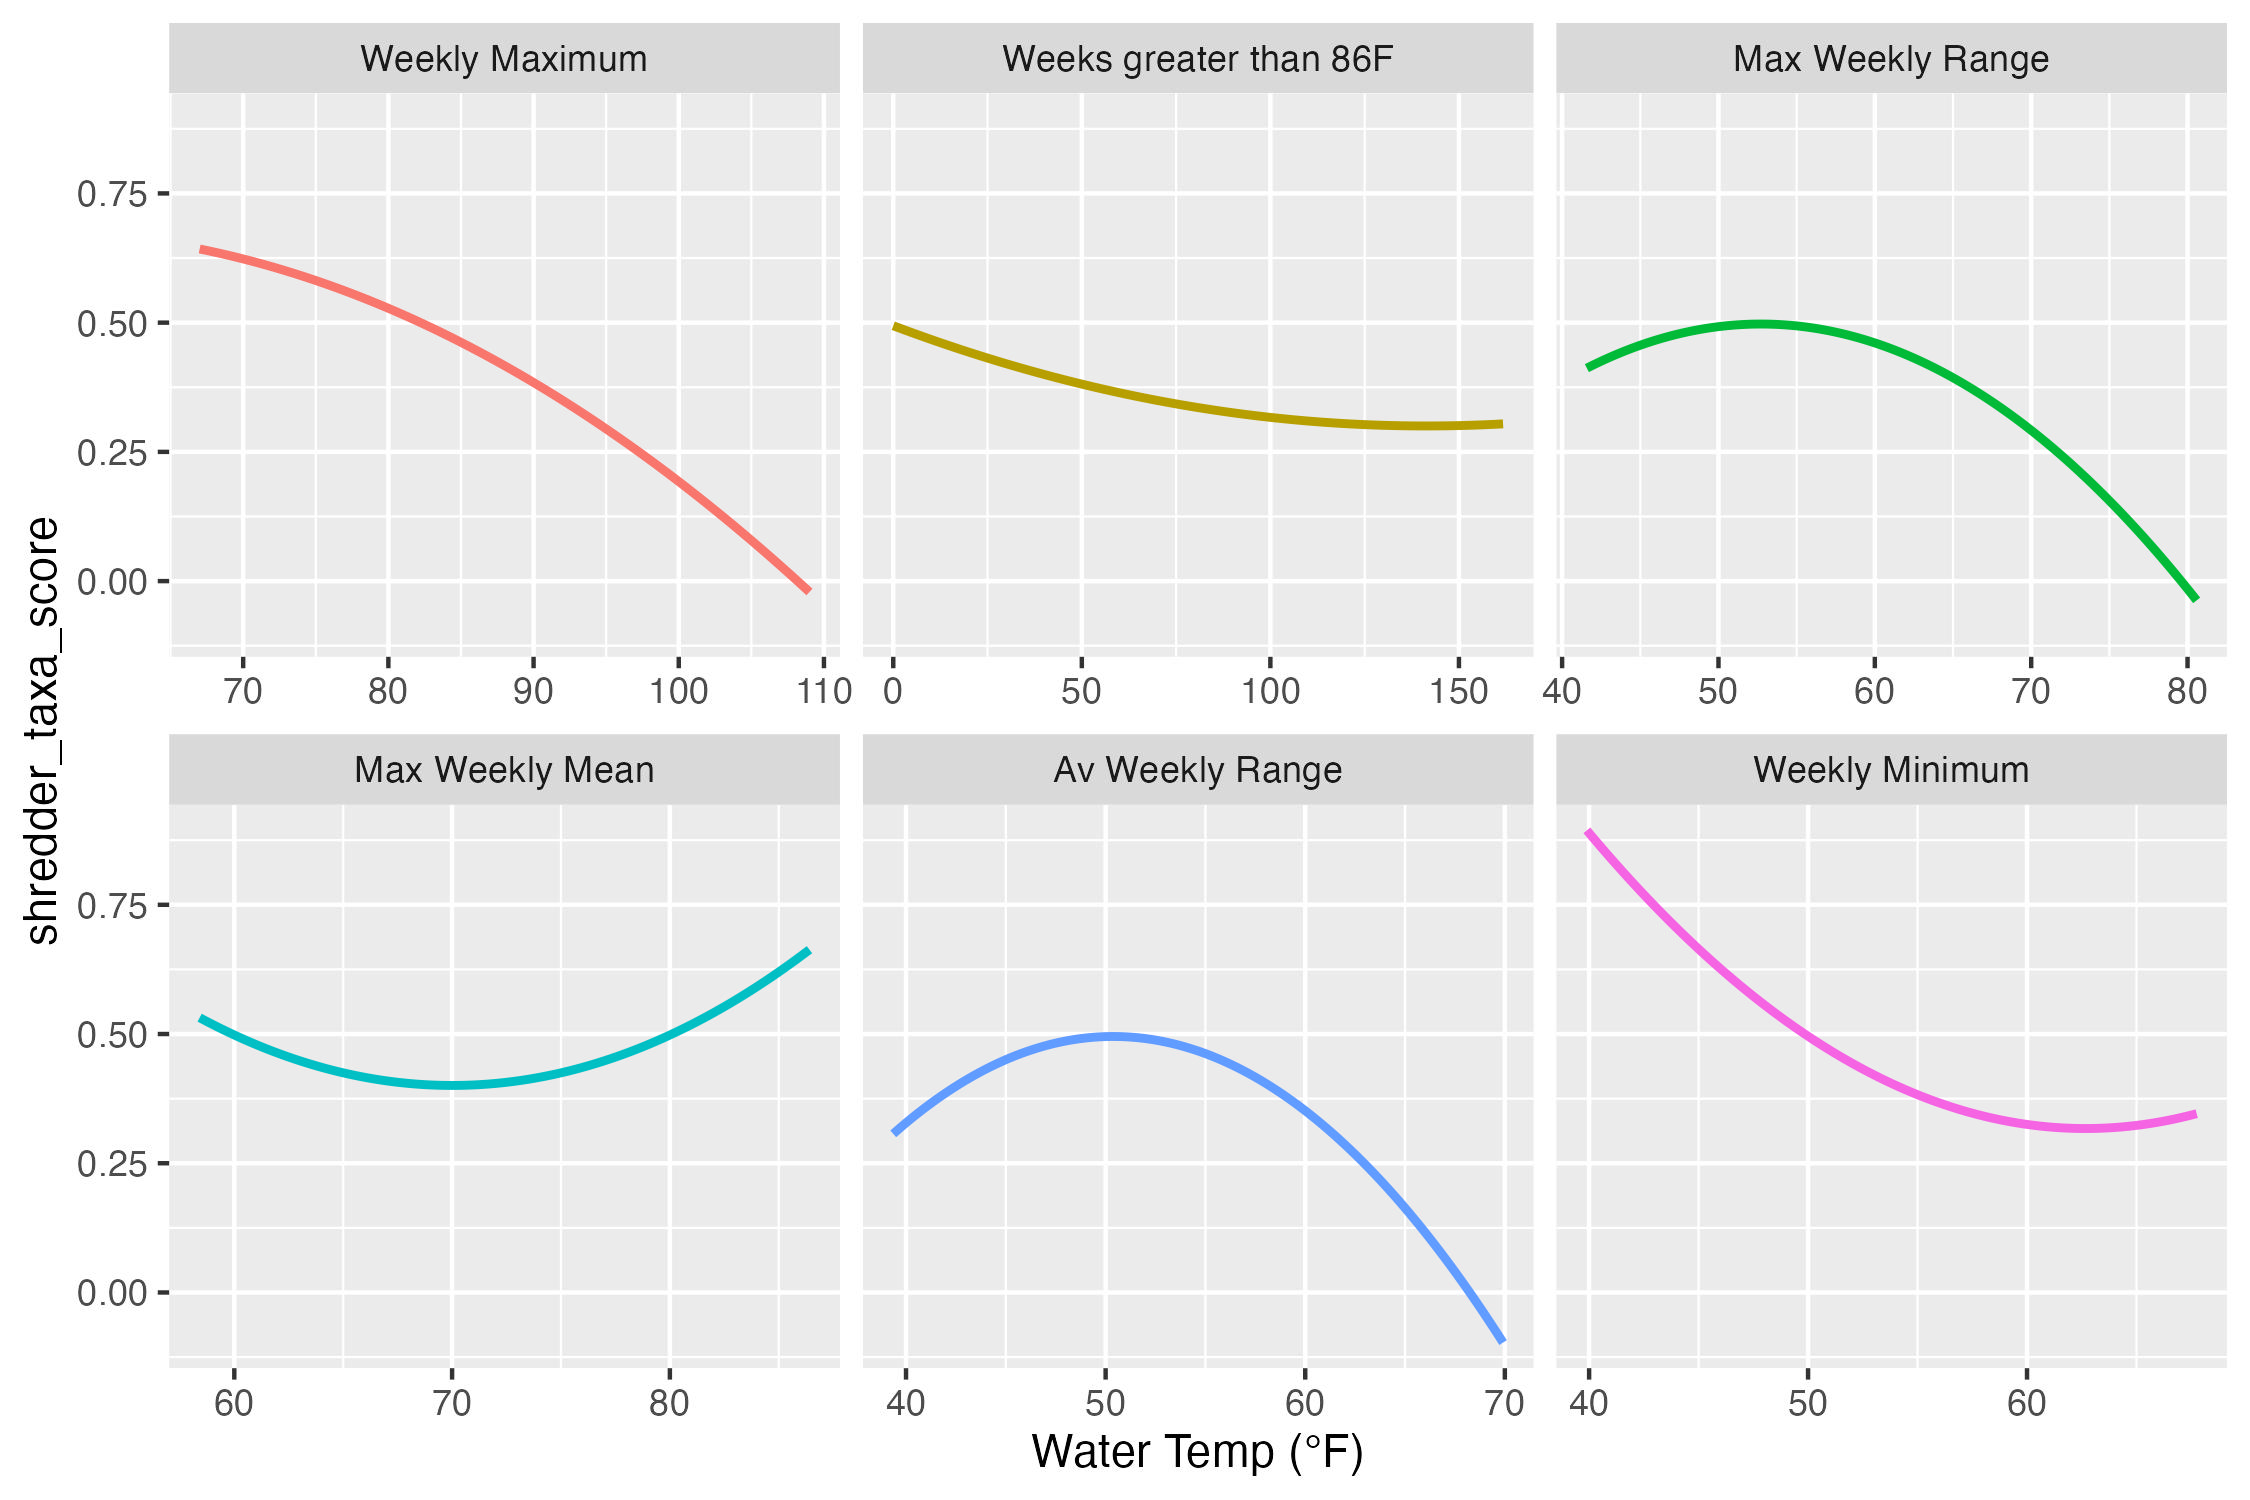 Weekly Maximum
Weeks greater than 86F
Max Weekly Range
0.75
0.50
0.25
0.00
70 80 90 100 110
0 50 100 150
40 50 60 70 80
shredder_taxa_score
Max Weekly Mean
Av Weekly Range
Weekly Minimum
0.75
0.50
0.25
0.00
60 70 80
40 50 60 70
40 50 60
Water Temp (°F)